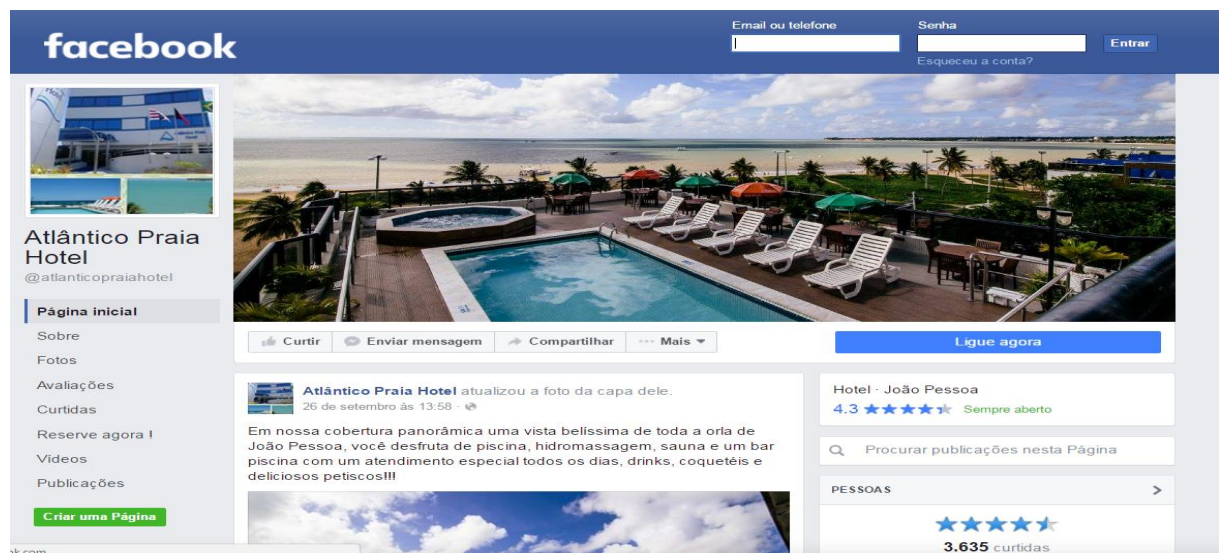 facebook
Email ou telefone
Senha
Entrar
Esqueceu a conta?
Atlântico Praia
Hotel
@atlanticopraiahotel
Página inicial
Sobre
Fotos
Avaliações
Curtidas
Reserve agora !
Vídeos
Publicações
Criar uma Página
Curtir
Enviar mensagem
Compartilhar
Mais
Ligue agora
Atlântico Praia Hotel atualizou a foto da capa dele.
26 de setembro às 13:58 ·
Em nossa cobertura panorâmica uma vista belíssima de toda a orla de
João Pessoa, você desfruta de piscina, hidromassagem, sauna e um bar
piscina com um atendimento especial todos os dias, drinks, coquetéis e
deliciosos petiscos!!!
Hotel · João Pessoa
4.3 ★★★★★ Sempre aberto
Procurar publicações nesta Página
PESSOAS
3.635 curtidas